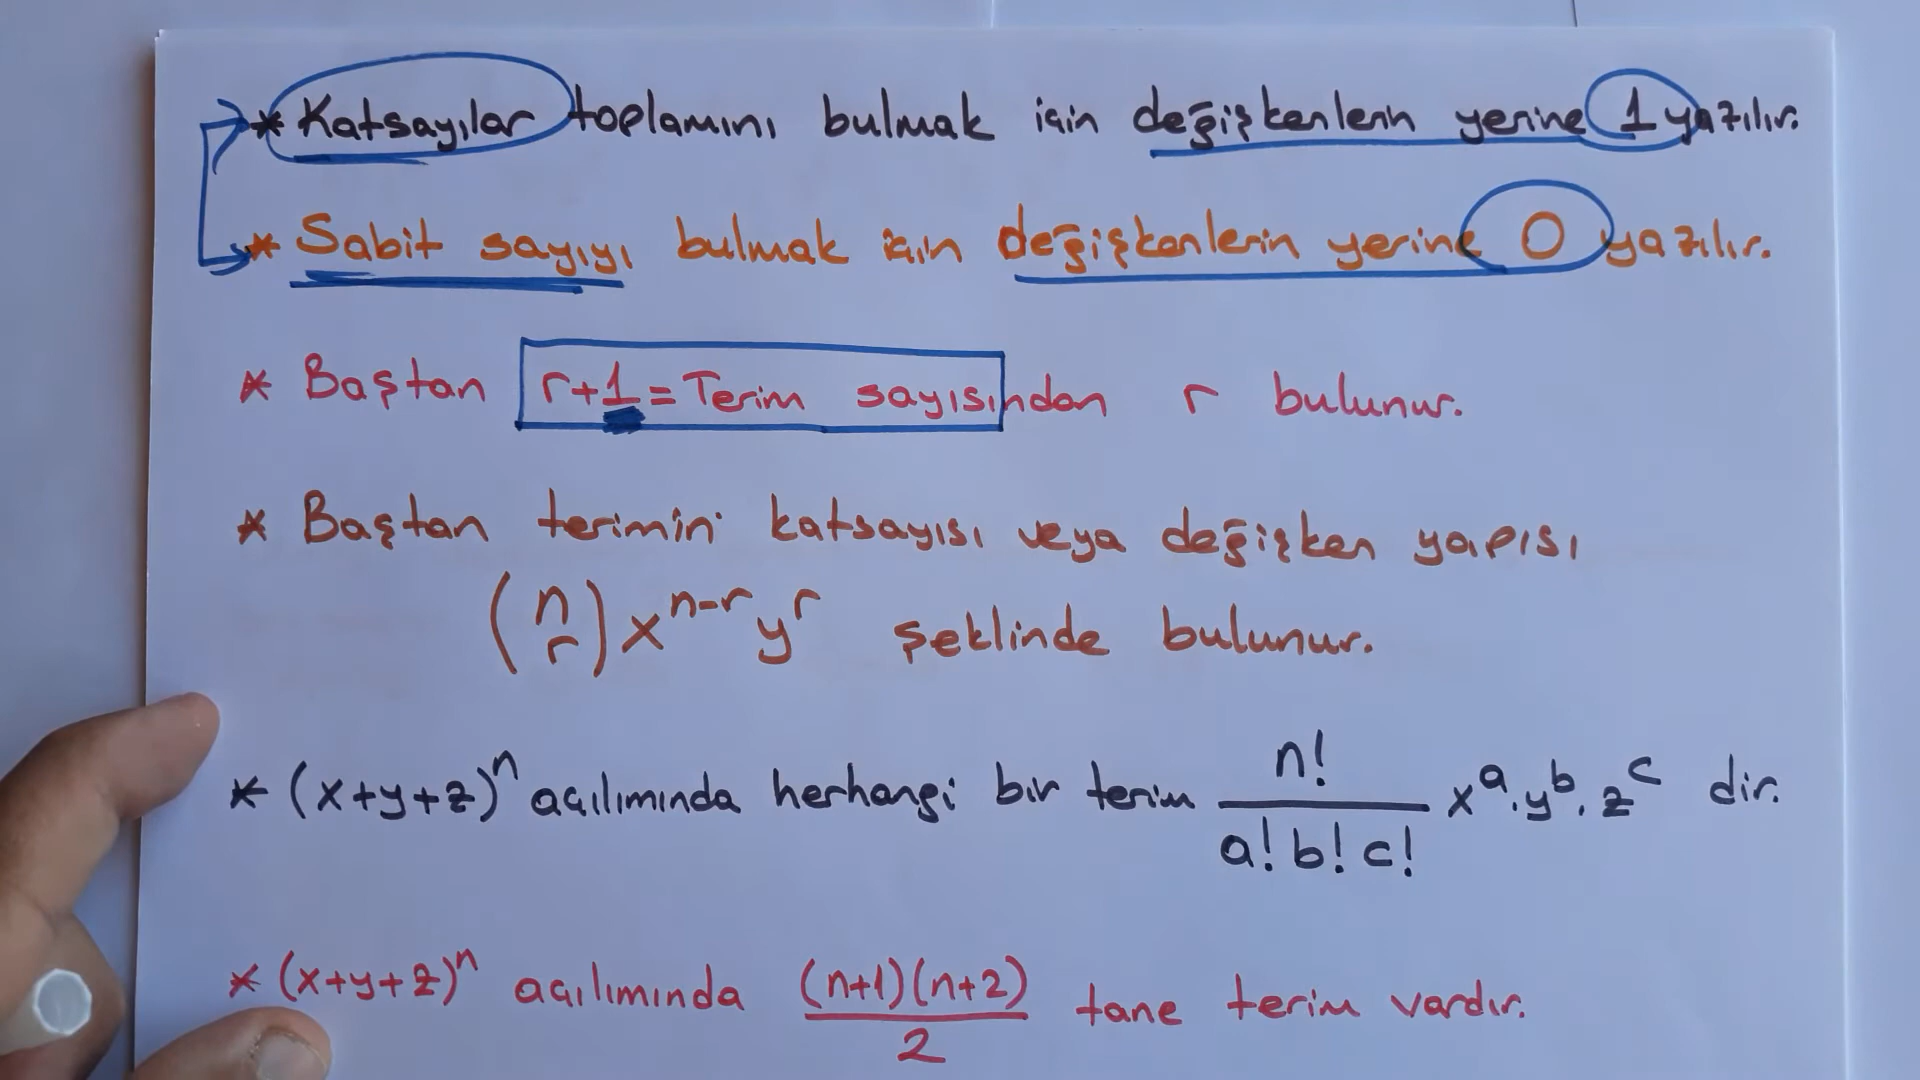 * Katsayılar toplamını bulmak için değişkenlerin yerine 1 yazılır.
* Sabit sayıyı bulmak için değişkenlerin yerine 0 yazılır.
* Baştan r+1=Terim sayısından r bulunur.
* Baştan terimin katsayısı veya değişken yapısı
(n r) x^{n-r} y^r şeklinde bulunur.
* (x+y+z)^n açılımında herhangi bir terim n!/(a! b! c!) x^a . y^b . z^c dir.
* (x+y+z)^n açılımında (n+1)(n+2)/2 tane terim vardır.